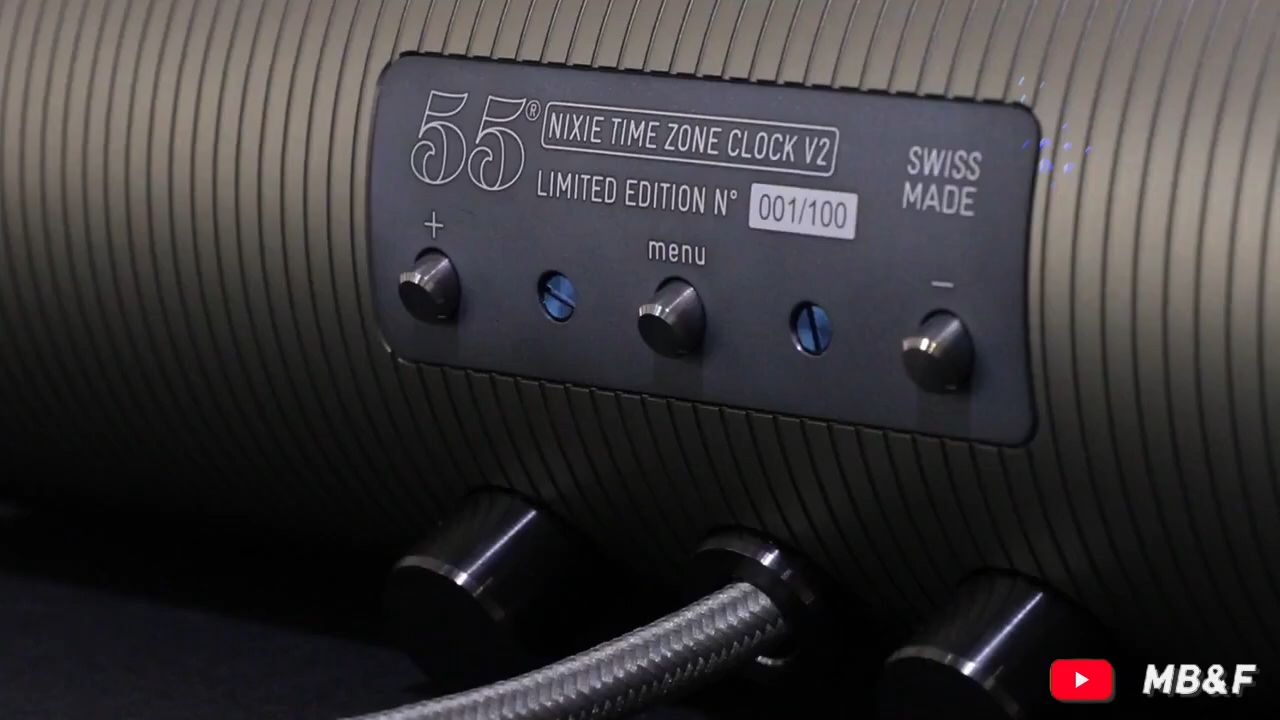 55® NIXIE TIME ZONE CLOCK V2
LIMITED EDITION N° 001/100
SWISS
MADE
+
menu
−
MB&F